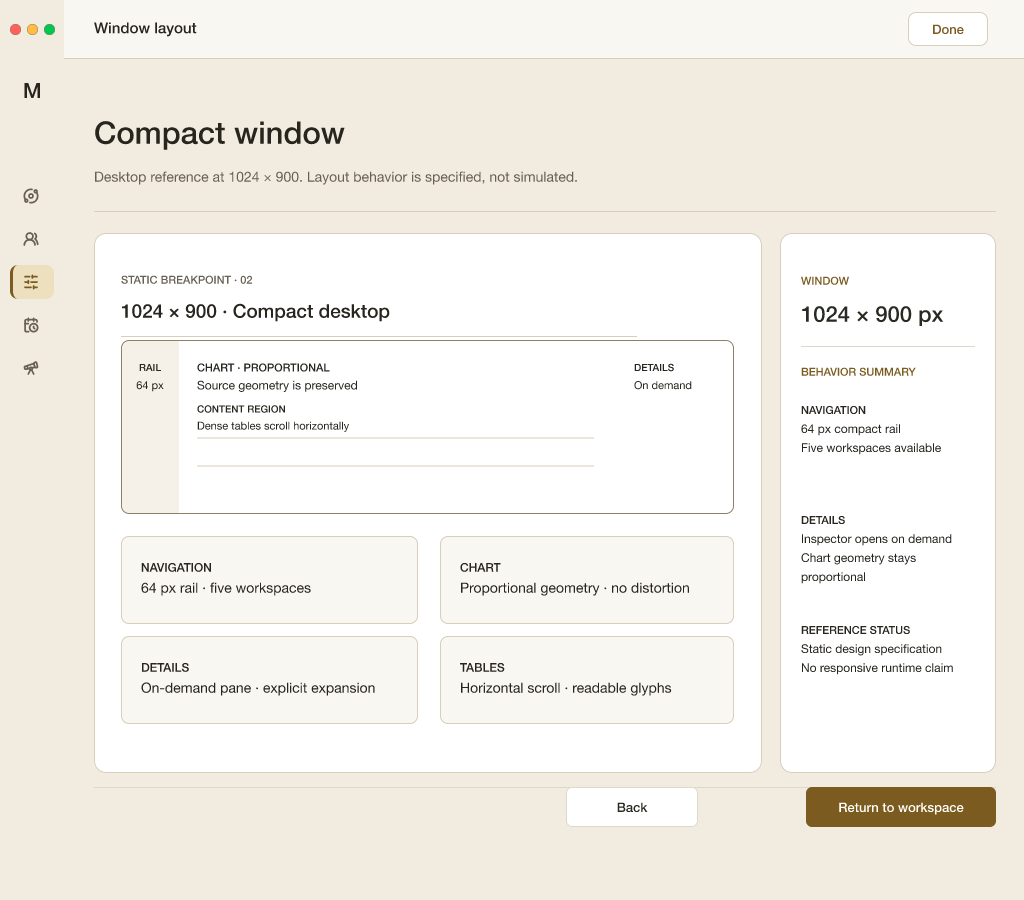 Window layout
Done
M
Compact window
Desktop reference at 1024 × 900. Layout behavior is specified, not simulated.
STATIC BREAKPOINT · 02
1024 × 900 · Compact desktop
RAIL
64 px
CHART · PROPORTIONAL
Source geometry is preserved
CONTENT REGION
Dense tables scroll horizontally
DETAILS
On demand
NAVIGATION
64 px rail · five workspaces
CHART
Proportional geometry · no distortion
DETAILS
On-demand pane · explicit expansion
TABLES
Horizontal scroll · readable glyphs
WINDOW
1024 × 900 px
BEHAVIOR SUMMARY
NAVIGATION
64 px compact rail
Five workspaces available
DETAILS
Inspector opens on demand
Chart geometry stays
proportional
REFERENCE STATUS
Static design specification
No responsive runtime claim
Back
Return to workspace